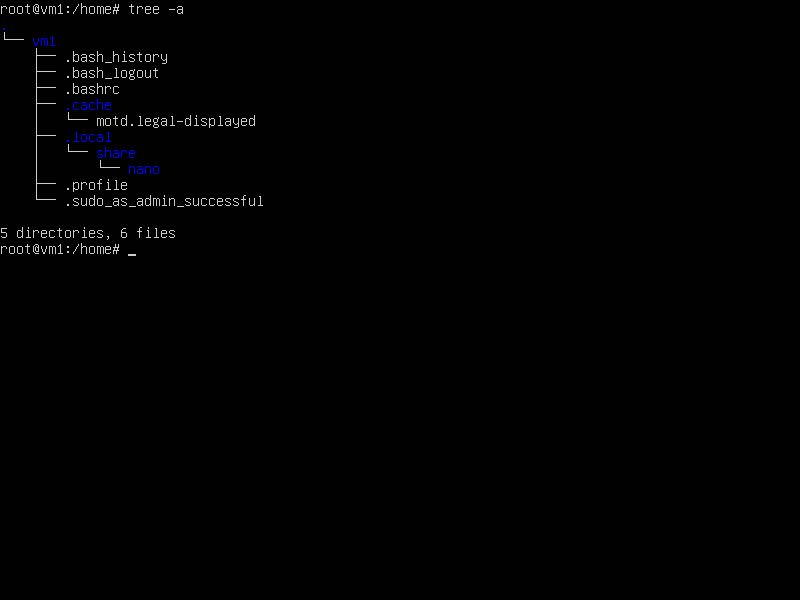 root@vm1:/home# tree -a
.
└── vm1
    ├── .bash_history
    ├── .bash_logout
    ├── .bashrc
    ├── .cache
    │   └── motd.legal-displayed
    ├── .local
    │   └── share
    │       └── nano
    ├── .profile
    └── .sudo_as_admin_successful

5 directories, 6 files
root@vm1:/home# _